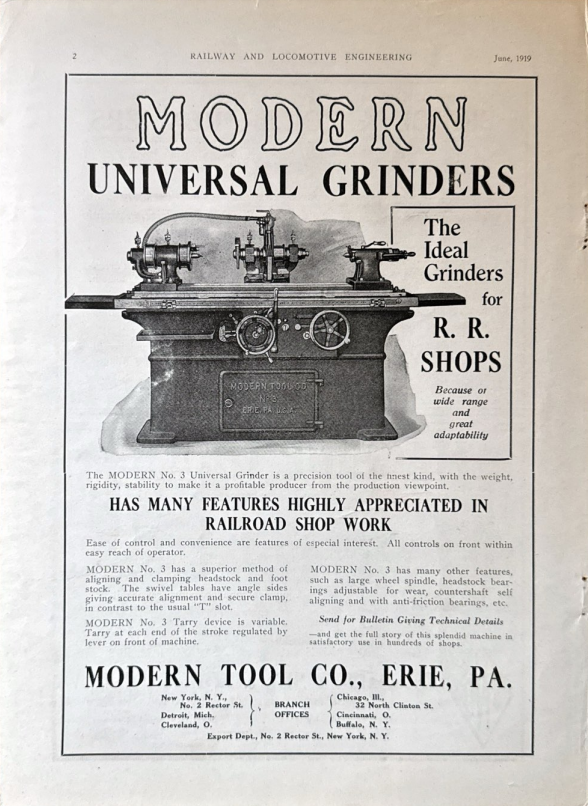 2
RAILWAY AND LOCOMOTIVE ENGINEERING
June, 1919
MODERN
UNIVERSAL GRINDERS
The
Ideal
Grinders
for
R. R.
SHOPS
Because of
wide range
and
great
adaptability
MODERN TOOL CO.
No 3
ERIE, PA. U.S.A.
The MODERN No. 3 Universal Grinder is a precision tool of the finest kind, with the weight,
rigidity, stability to make it a profitable producer from the production viewpoint.
HAS MANY FEATURES HIGHLY APPRECIATED IN
RAILROAD SHOP WORK
Ease of control and convenience are features of especial interest. All controls on front within
easy reach of operator.
MODERN No. 3 has a superior method of
aligning and clamping headstock and foot
stock. The swivel tables have angle sides
giving accurate alignment and secure clamp,
in contrast to the usual "T" slot.
MODERN No. 3 Tarry device is variable.
Tarry at each end of the stroke regulated by
lever on front of machine.
MODERN No. 3 has many other features,
such as large wheel spindle, headstock bear-
ings adjustable for wear, countershaft self
aligning and with anti-friction bearings, etc.
Send for Bulletin Giving Technical Details
—and get the full story of this splendid machine in
satisfactory use in hundreds of shops.
MODERN TOOL CO., ERIE, PA.
New York, N. Y.,
No. 2 Rector St.
Detroit, Mich.
Cleveland, O.
BRANCH
OFFICES
Chicago, Ill.,
32 North Clinton St.
Cincinnati, O.
Buffalo, N. Y.
Export Dept., No. 2 Rector St., New York, N. Y.